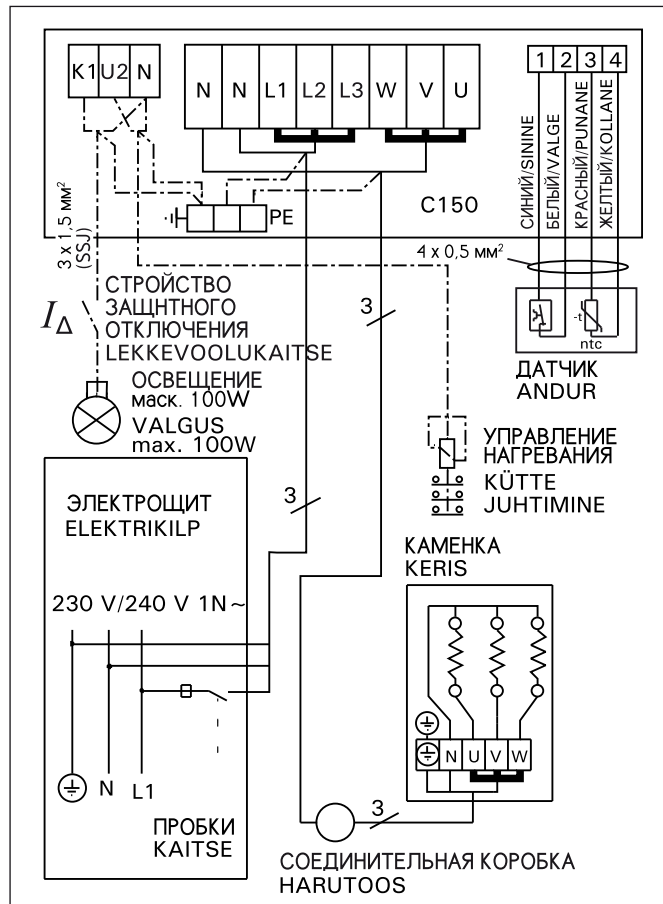 K1 U2 N
N N L1 L2 L3 W V U
1 2 3 4
СИНИЙ/SININE
БЕЛЫЙ/VALGE
КРАСНЫЙ/PUNANE
ЖЕЛТЫЙ/KOLLANE
PE
C150
3 x 1,5 мм²
(SSJ)
4 x 0,5 мм²
IΔ
СТРОЙСТВО
ЗАЩНТНОГО
ОТКЛЮЧЕНИЯ
LEKKEVOOLUKAITSE
3
-t
ntc
ДАТЧИК
ANDUR
ОСВЕЩЕНИЕ
маск. 100W
VALGUS
max. 100W
УПРАВЛЕНИЕ
НАГРЕВАНИЯ
KÜTTE
JUHTIMINE
ЭЛЕКТРОЩИТ
ELEKTRIKILP
3
КАМЕНКА
KERIS
230 V/240 V 1N ~
N U V W
N L1
ПРОБКИ
KAITSE
3
СОЕДИНИТЕЛЬНАЯ КОРОБКА
HARUTOOS